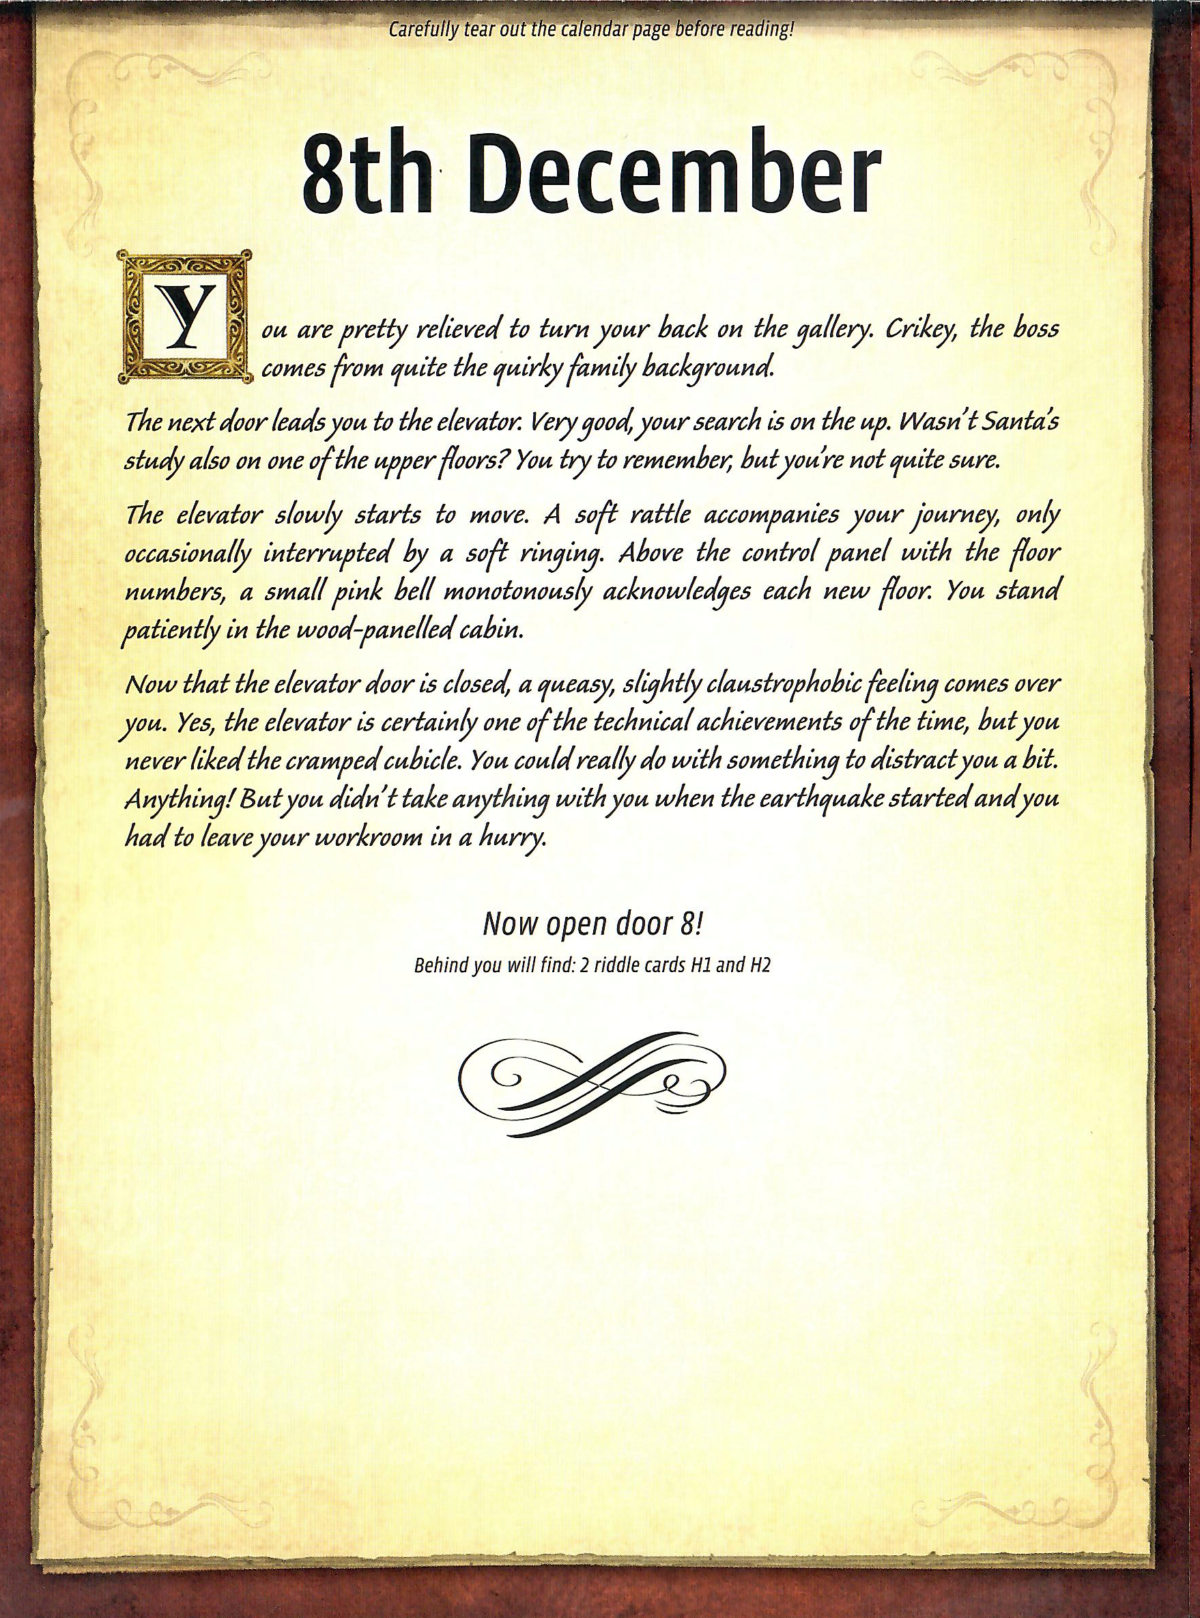 Carefully tear out the calendar page before reading!
8th December
You are pretty relieved to turn your back on the gallery. Crikey, the boss
comes from quite the quirky family background.
The next door leads you to the elevator. Very good, your search is on the up. Wasn't Santa's
study also on one of the upper floors? You try to remember, but you're not quite sure.
The elevator slowly starts to move. A soft rattle accompanies your journey, only
occasionally interrupted by a soft ringing. Above the control panel with the floor
numbers, a small pink bell monotonously acknowledges each new floor. You stand
patiently in the wood-panelled cabin.
Now that the elevator door is closed, a queasy, slightly claustrophobic feeling comes over
you. Yes, the elevator is certainly one of the technical achievements of the time, but you
never liked the cramped cubicle. You could really do with something to distract you a bit.
Anything! But you didn't take anything with you when the earthquake started and you
had to leave your workroom in a hurry.
Now open door 8!
Behind you will find: 2 riddle cards H1 and H2